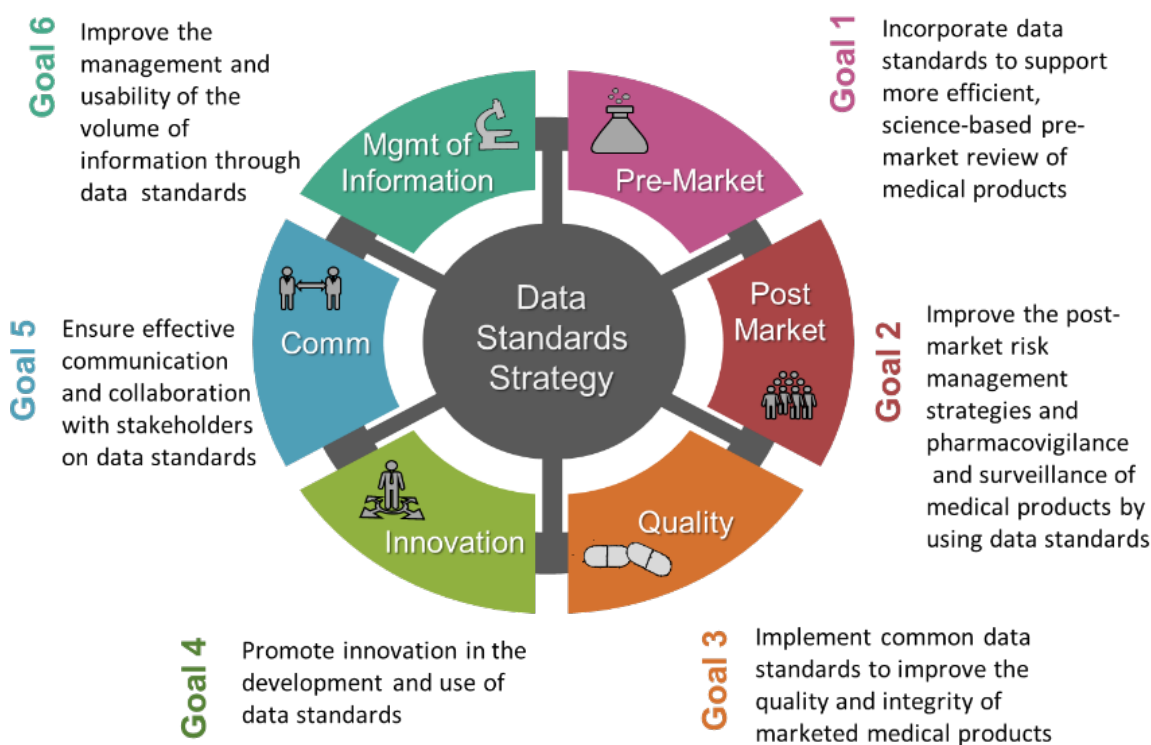 Goal 6
Improve the
management and
usability of the
volume of
information through
data standards
Goal 1
Incorporate data
standards to support
more efficient,
science-based pre-
market review of
medical products
Mgmt of
Information
Pre-Market
Data
Standards
Strategy
Post
Market
Comm
Innovation
Quality
Goal 5
Ensure effective
communication
and collaboration
with stakeholders
on data standards
Goal 2
Improve the post-
market risk
management
strategies and
pharmacovigilance
and surveillance of
medical products by
using data standards
Goal 4
Promote innovation in the
development and use of
data standards
Goal 3
Implement common data
standards to improve the
quality and integrity of
marketed medical products